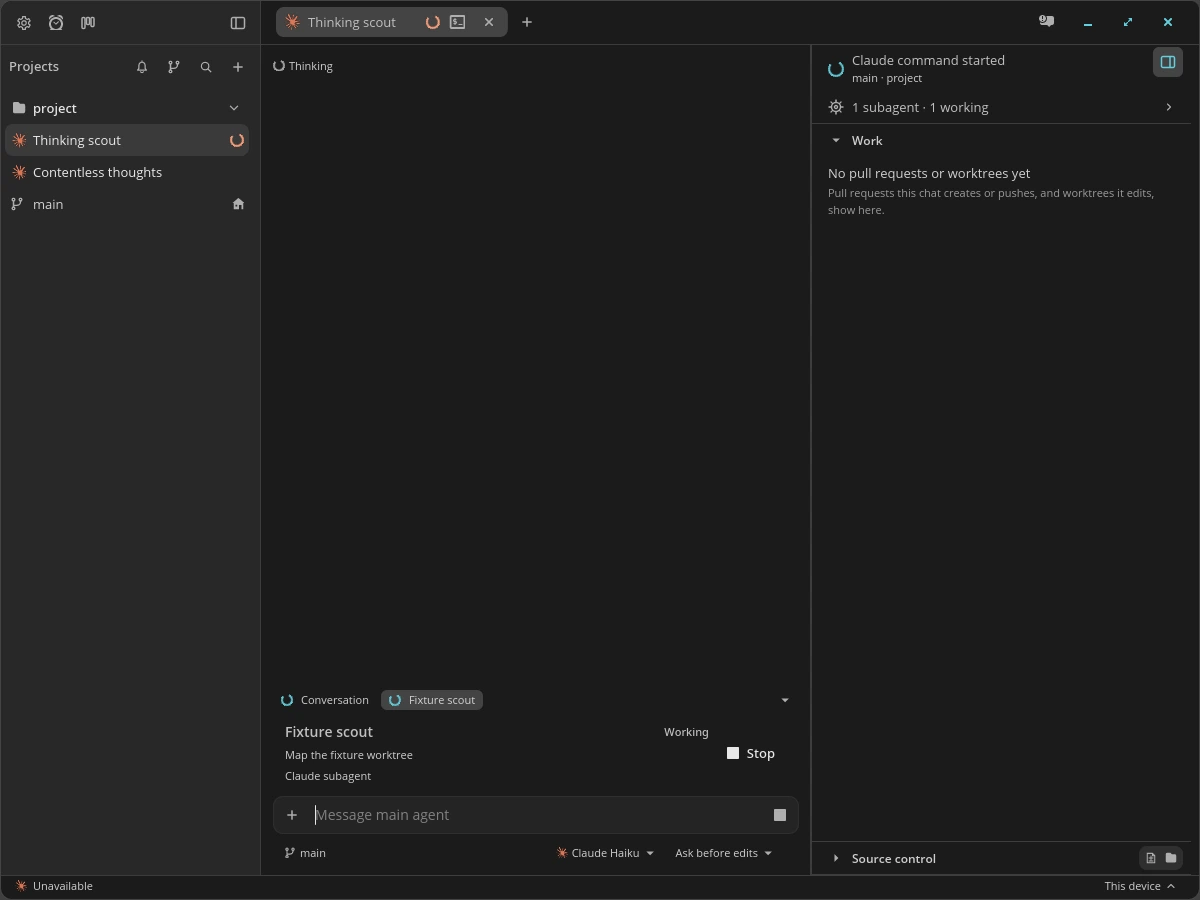 Thinking scout
Projects
project
Thinking scout
Contentless thoughts
main
Thinking
Conversation
Fixture scout
Fixture scout
Working
Map the fixture worktree
Stop
Claude subagent
Message main agent
main
Claude Haiku
Ask before edits
Claude command started
main · project
1 subagent · 1 working
Work
No pull requests or worktrees yet
Pull requests this chat creates or pushes, and worktrees it edits,
show here.
Source control
Unavailable
This device